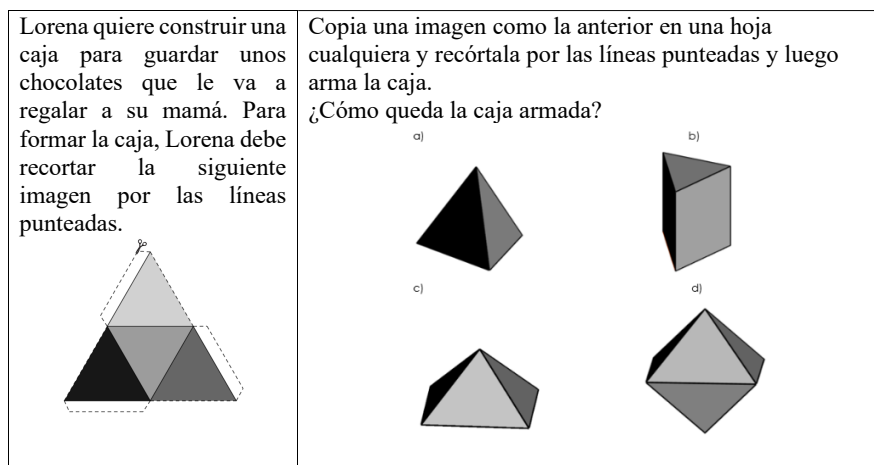 Lorena quiere construir una
caja para guardar unos
chocolates que le va a
regalar a su mamá. Para
formar la caja, Lorena debe
recortar la siguiente
imagen por las líneas
punteadas.
Copia una imagen como la anterior en una hoja
cualquiera y recórtala por las líneas punteadas y luego
arma la caja.
¿Cómo queda la caja armada?
a)
b)
c)
d)